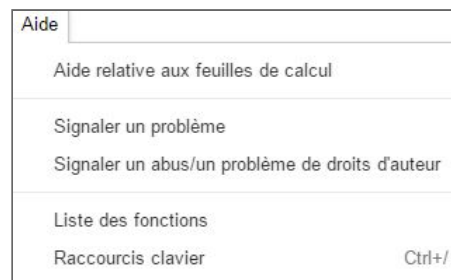 Aide
Aide relative aux feuilles de calcul
Signaler un problème
Signaler un abus/un problème de droits d'auteur
Liste des fonctions
Raccourcis clavier Ctrl+/